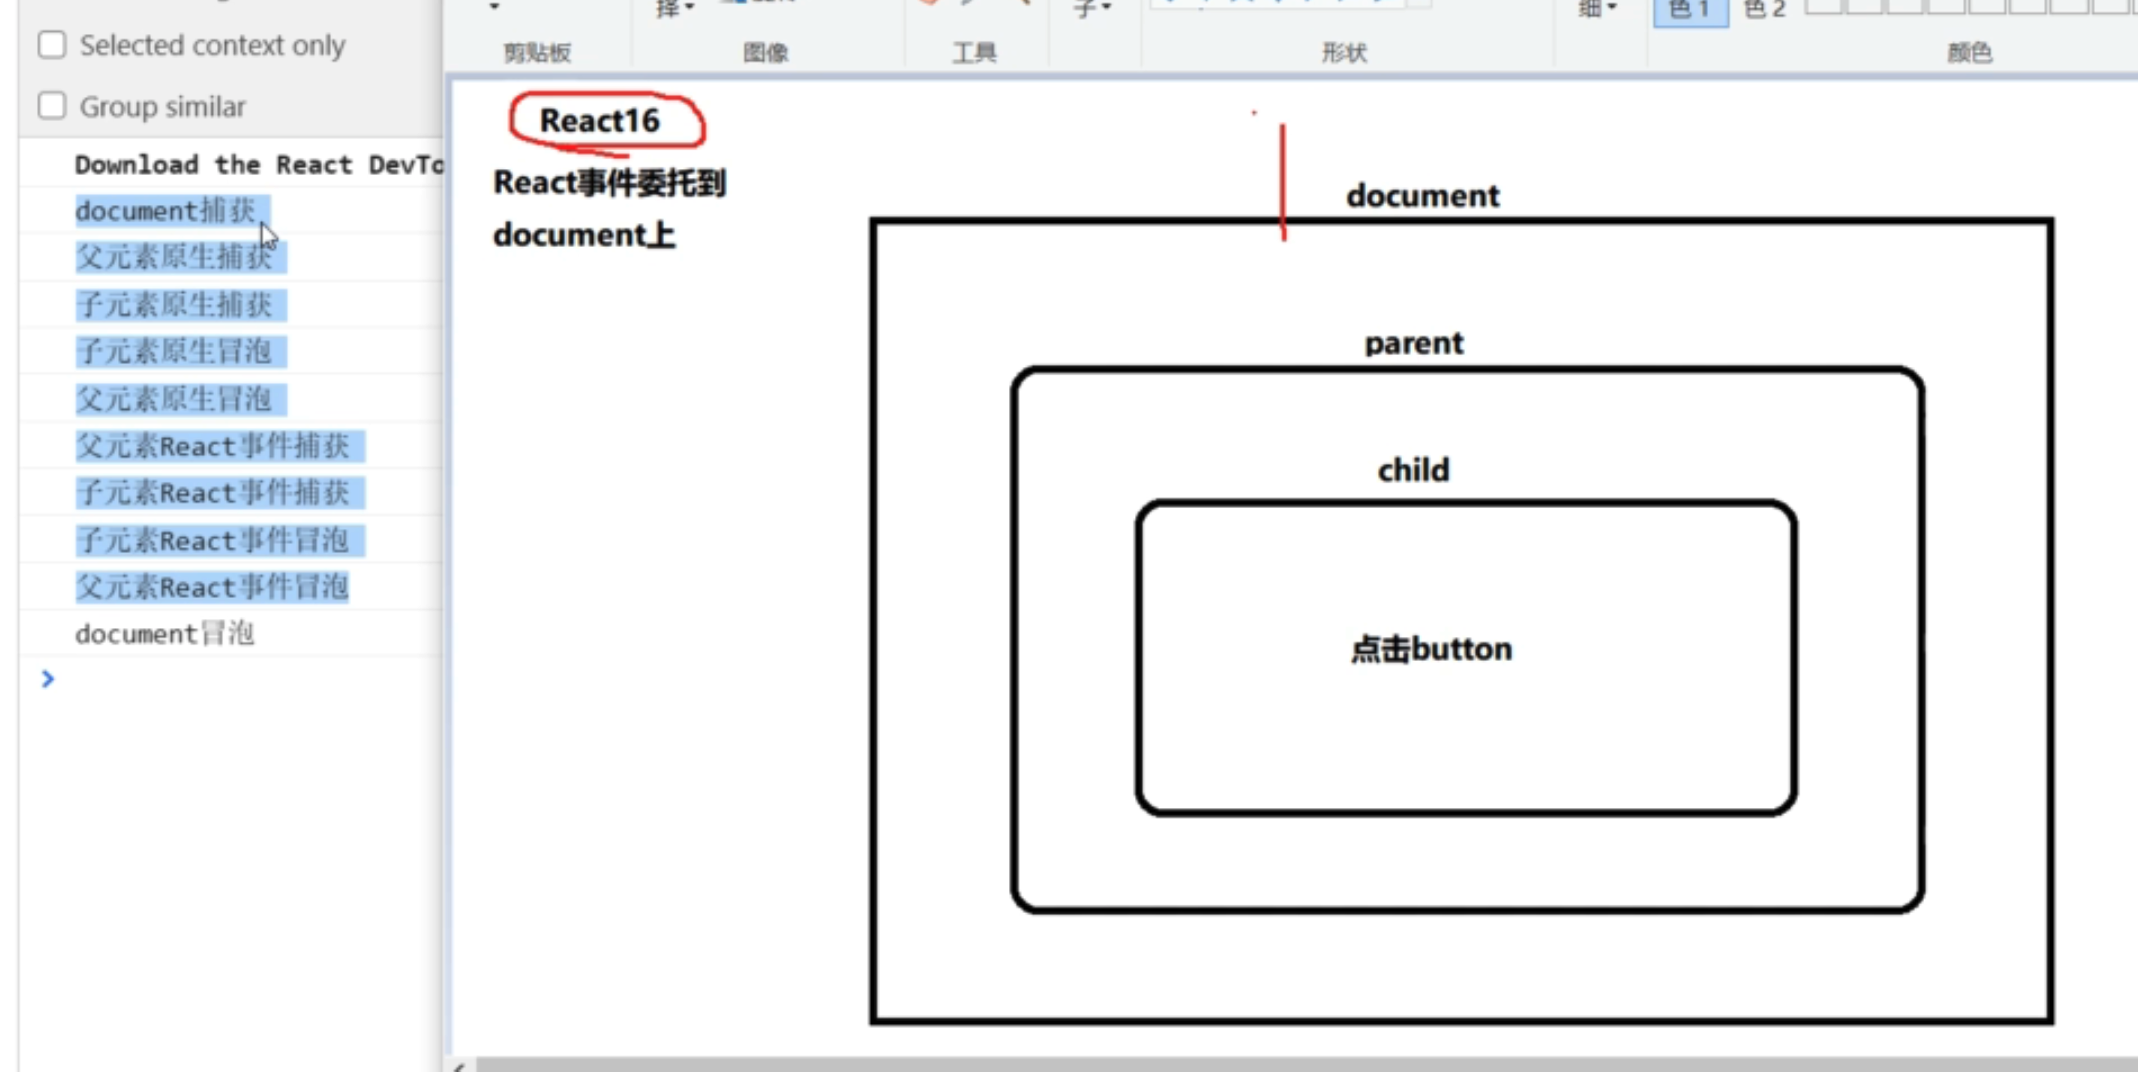 Selected context only
Group similar
Download the React DevTo
document捕获
父元素原生捕获
子元素原生捕获
子元素原生冒泡
父元素原生冒泡
父元素React事件捕获
子元素React事件捕获
子元素React事件冒泡
父元素React事件冒泡
document冒泡
择
子
细
色 1
色 2
剪贴板
图像
工具
形状
颜色
React16
React事件委托到
document上
document
parent
child
点击button